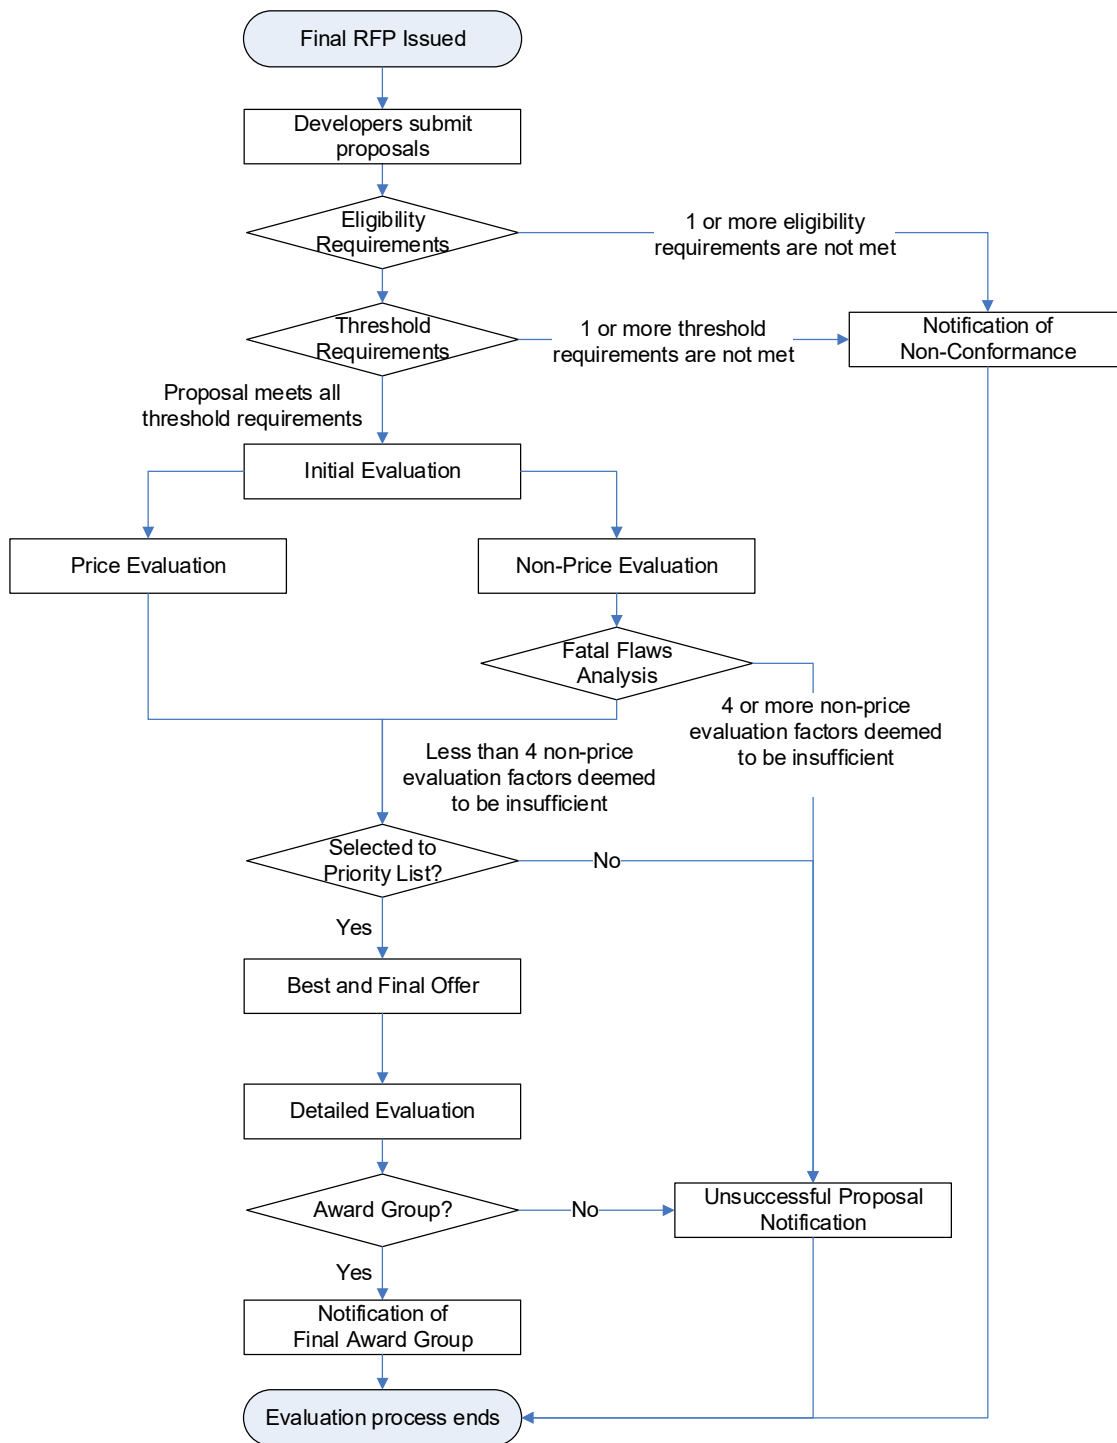 Final RFP Issued
Developers submit
proposals
Eligibility
Requirements
1 or more eligibility
requirements are not met
Threshold
Requirements
1 or more threshold
requirements are not met
Notification of
Non-Conformance
Proposal meets all
threshold requirements
Initial Evaluation
Price Evaluation
Non-Price Evaluation
Fatal Flaws
Analysis
4 or more non-price
evaluation factors deemed
to be insufficient
Less than 4 non-price
evaluation factors deemed
to be insufficient
Selected to
Priority List?
No
Yes
Best and Final Offer
Detailed Evaluation
Award Group?
No
Unsuccessful Proposal
Notification
Yes
Notification of
Final Award Group
Evaluation process ends